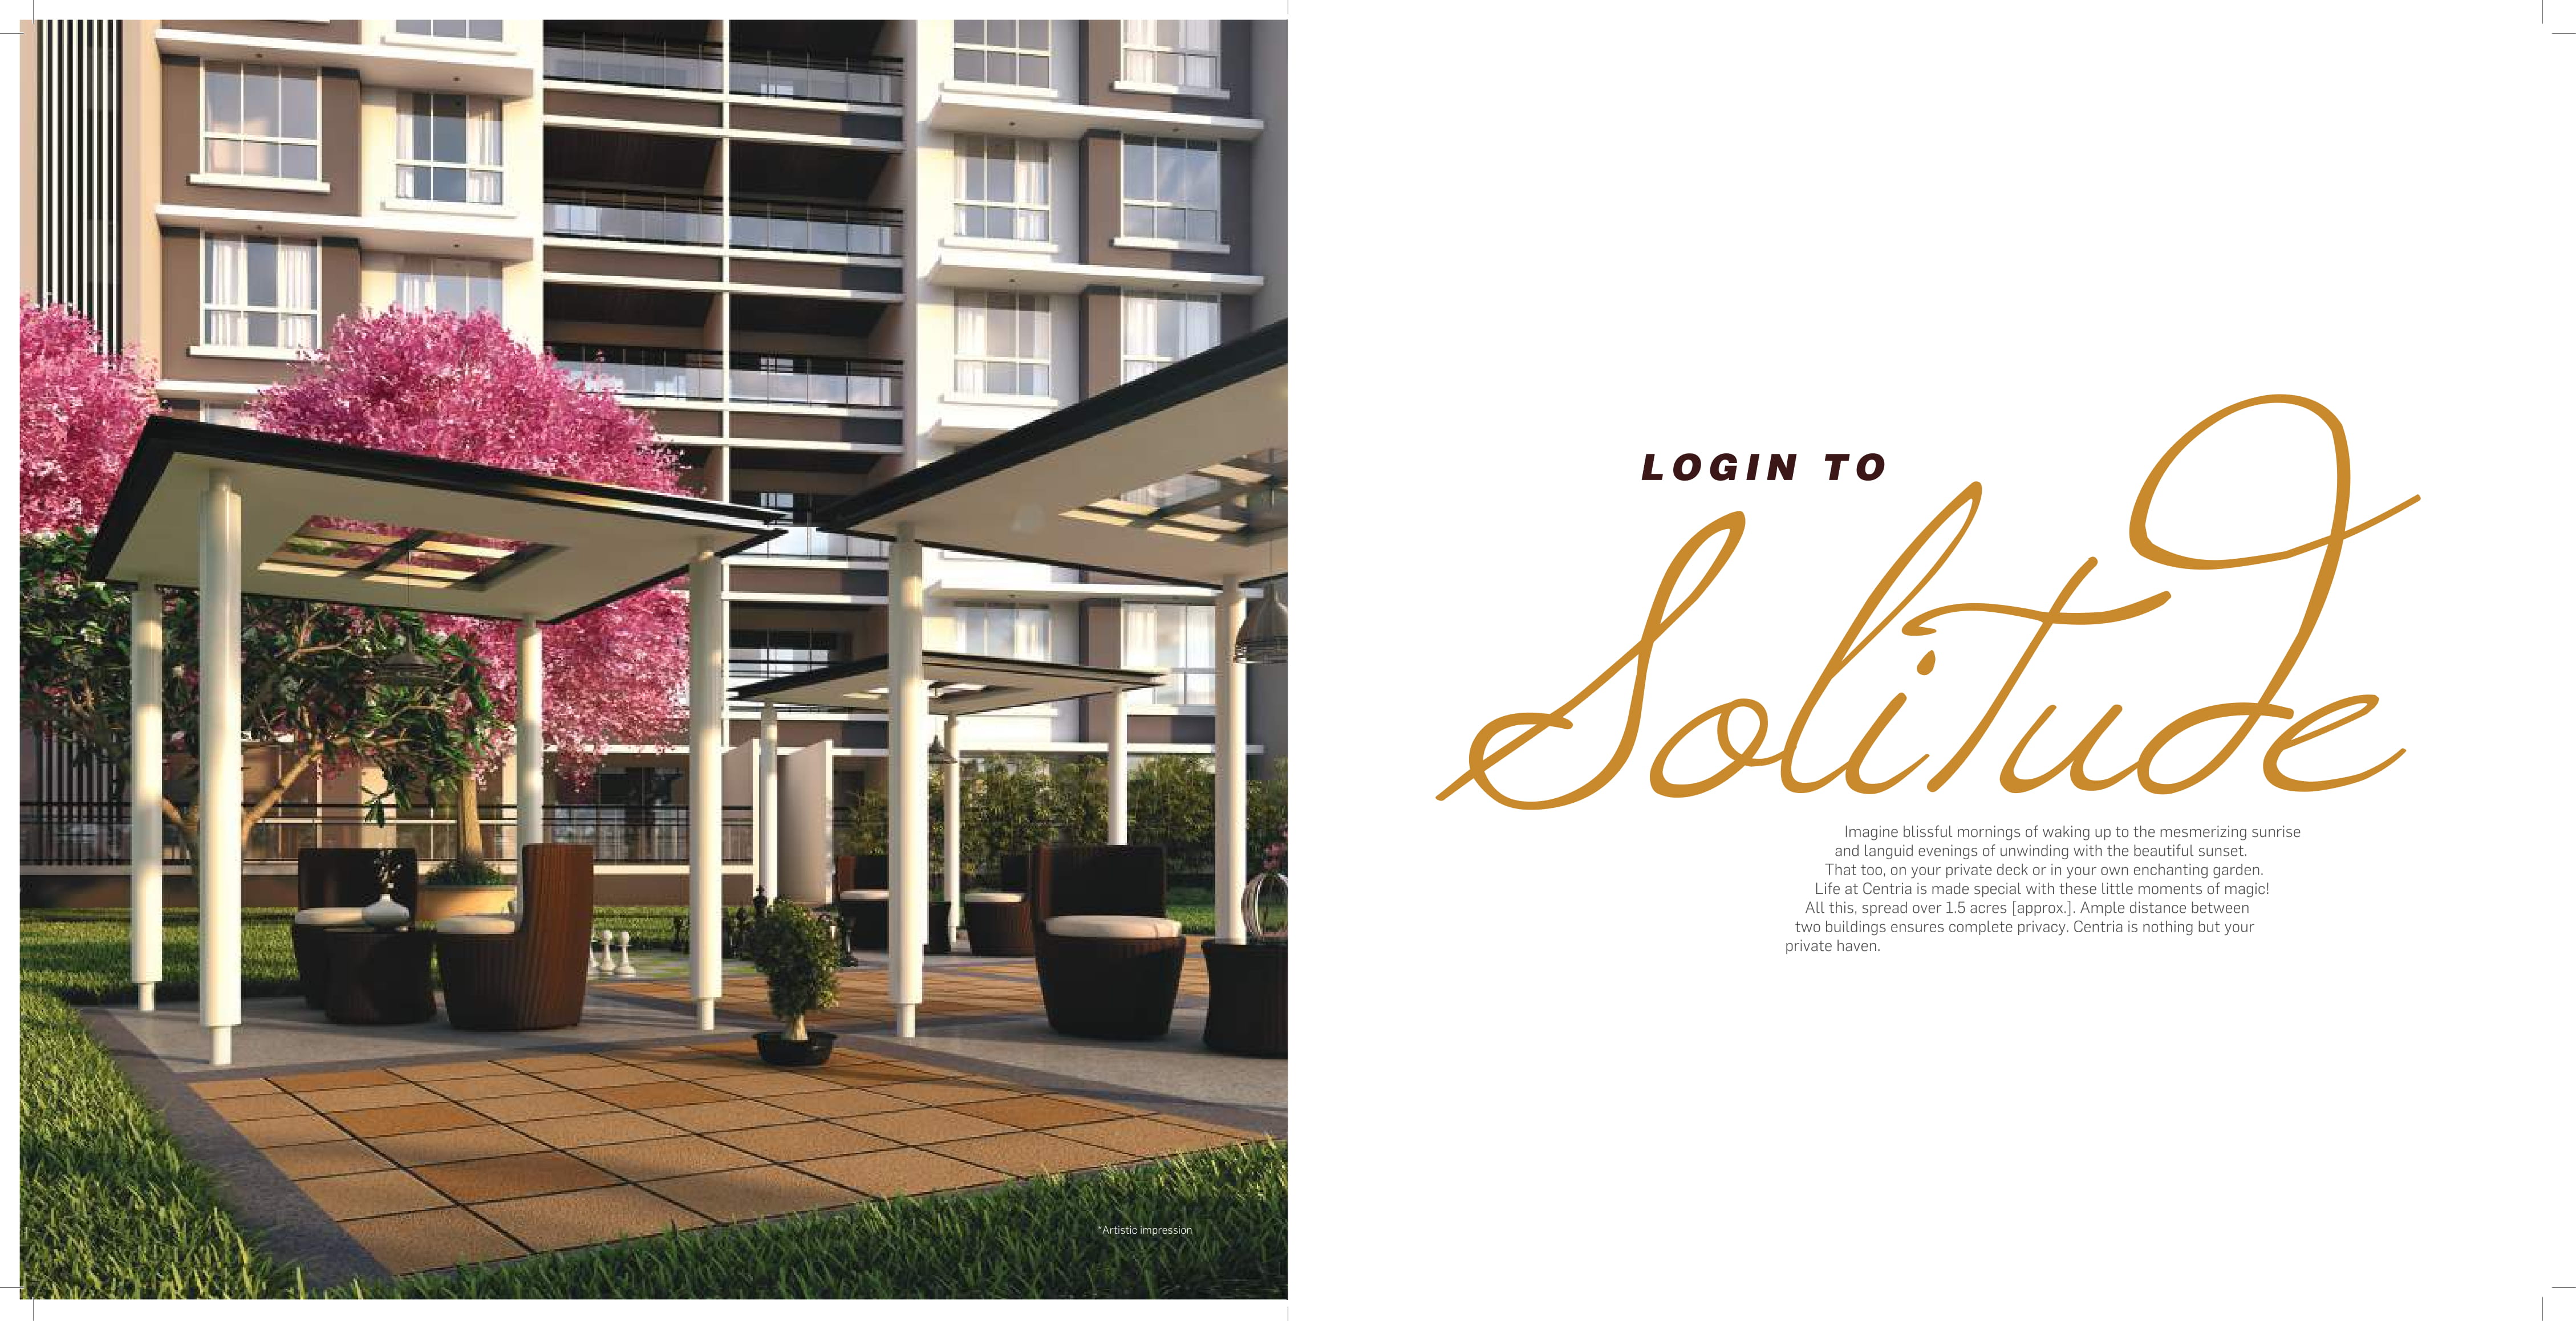 LOGIN TO
Solitude
Imagine blissful mornings of waking up to the mesmerizing sunrise
and languid evenings of unwinding with the beautiful sunset.
That too, on your private deck or in your own enchanting garden.
Life at Centria is made special with these little moments of magic!
All this, spread over 1.5 acres [approx.]. Ample distance between
two buildings ensures complete privacy. Centria is nothing but your
private haven.
*Artistic impression